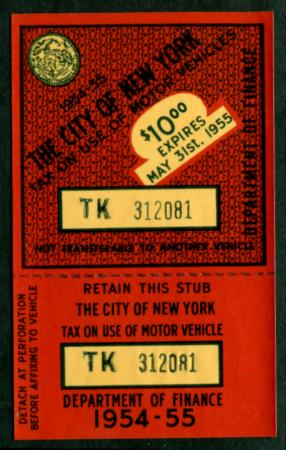 1954-55
THE CITY OF NEW YORK
TAX ON USE OF MOTOR VEHICLES
$10.00
EXPIRES
MAY 31st. 1955
DEPARTMENT OF FINANCE
TK 312081
NOT TRANSFERABLE TO ANOTHER VEHICLE
DETACH AT PERFORATION
BEFORE AFFIXING TO VEHICLE
RETAIN THIS STUB
THE CITY OF NEW YORK
TAX ON USE OF MOTOR VEHICLE
TK 312081
DEPARTMENT OF FINANCE
1954-55